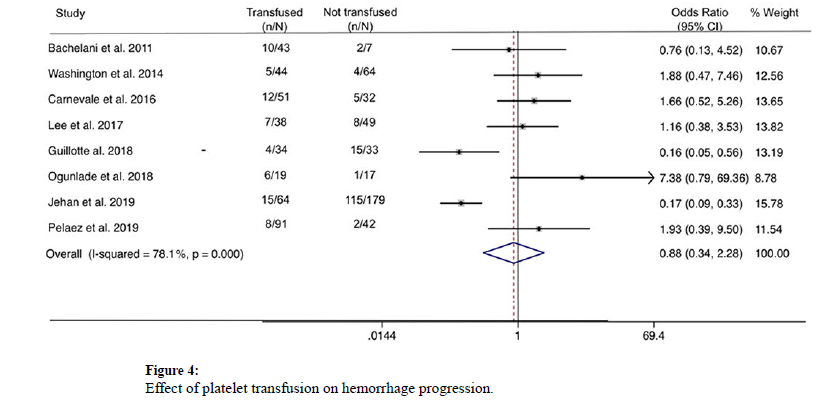 Study Transfused (n/N) Not transfused (n/N) Odds Ratio (95% CI) % Weight
Bachelani et al. 2011 10/43 2/7 0.76 (0.13, 4.52) 10.67
Washington et al. 2014 5/44 4/64 1.88 (0.47, 7.46) 12.56
Carnevale et al. 2016 12/51 5/32 1.66 (0.52, 5.26) 13.65
Lee et al. 2017 7/38 8/49 1.16 (0.38, 3.53) 13.82
Guillotte al. 2018 - 4/34 15/33 0.16 (0.05, 0.56) 13.19
Ogunlade et al. 2018 6/19 1/17 7.38 (0.79, 69.36) 8.78
Jehan et al. 2019 15/64 115/179 0.17 (0.09, 0.33) 15.78
Pelaez et al. 2019 8/91 2/42 1.93 (0.39, 9.50) 11.54
Overall (I-squared = 78.1%, p = 0.000) 0.88 (0.34, 2.28) 100.00
.0144 1 69.4
Figure 4:
Effect of platelet transfusion on hemorrhage progression.